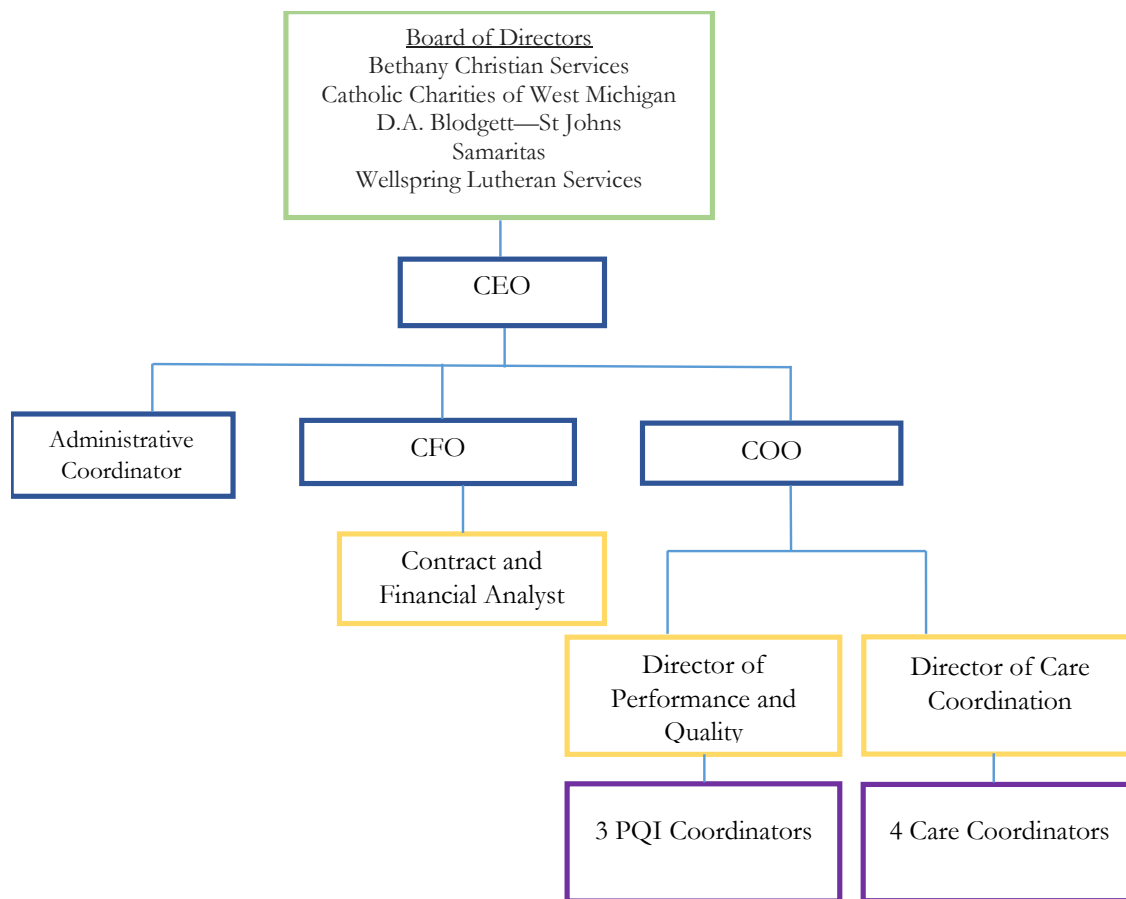 Board of Directors
Bethany Christian Services
Catholic Charities of West Michigan
D.A. Blodgett—St Johns
Samaritas
Wellspring Lutheran Services
CEO
Administrative
Coordinator
CFO
COO
Contract and
Financial Analyst
Director of
Performance and
Quality
Director of Care
Coordination
3 PQI Coordinators
4 Care Coordinators